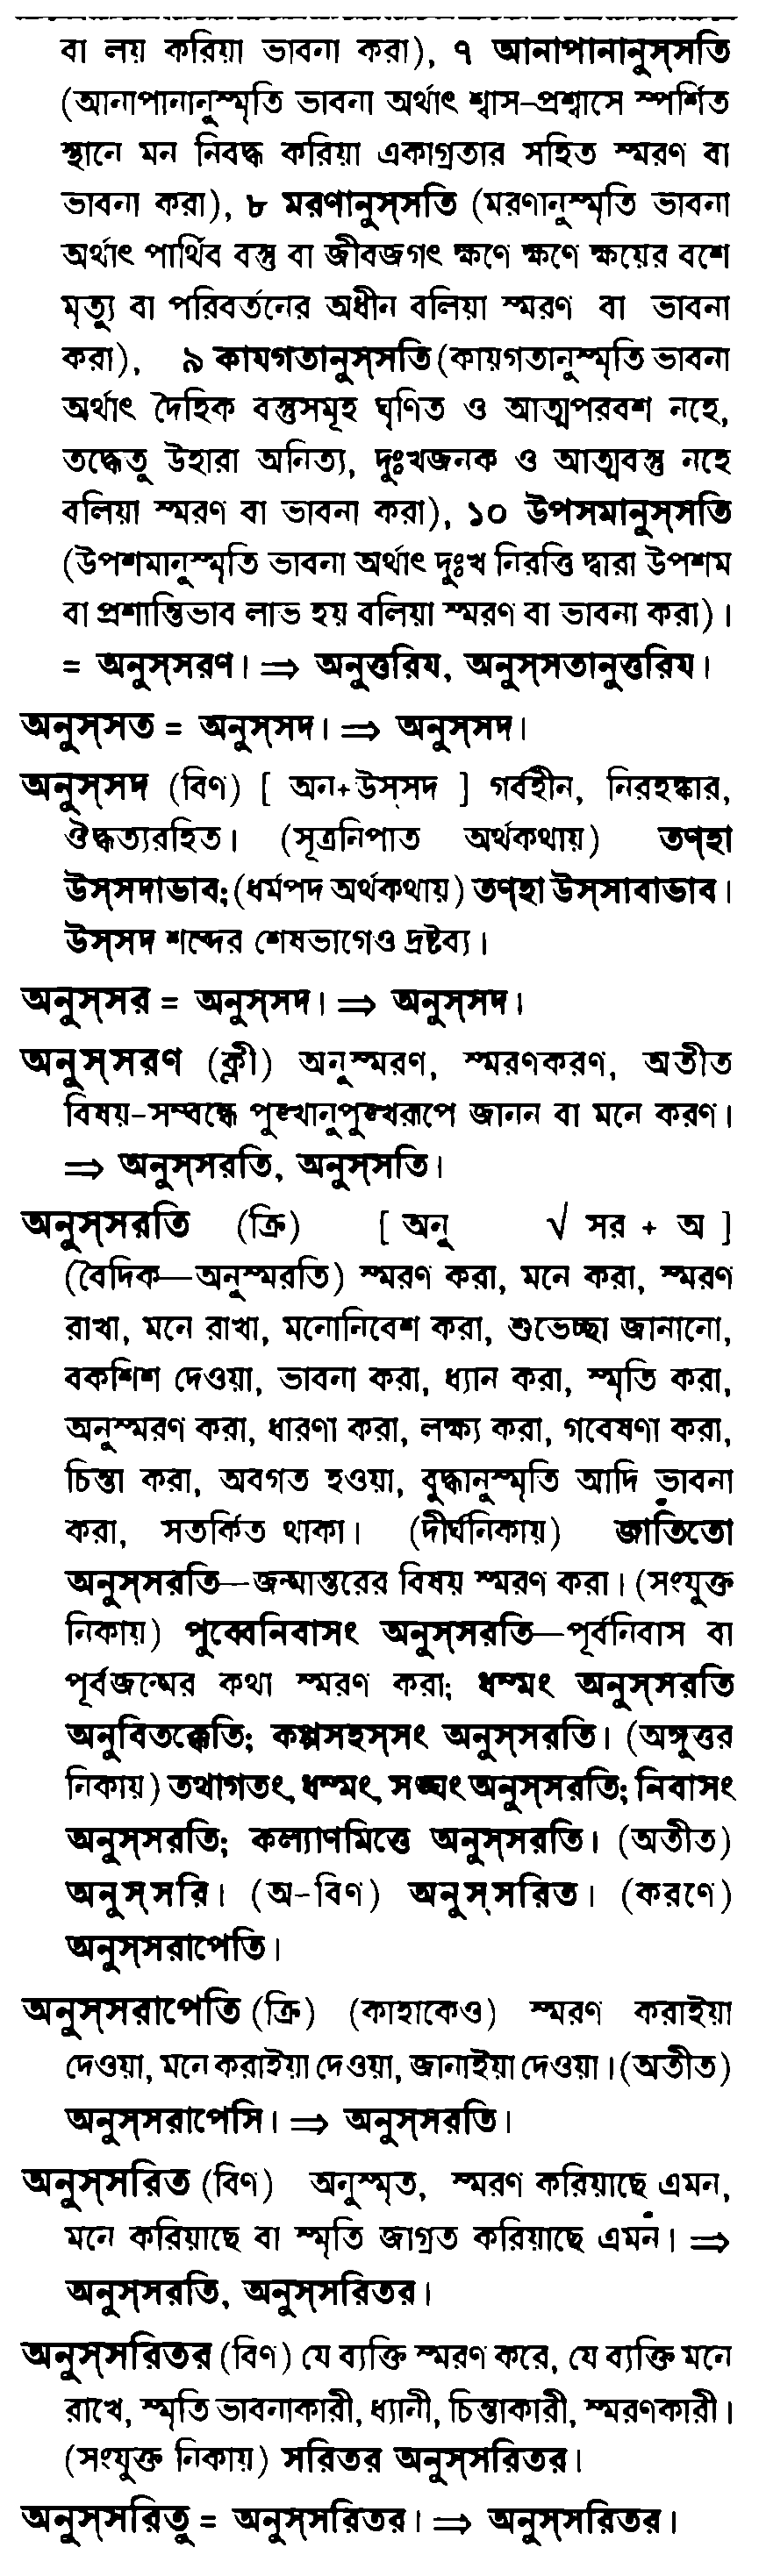 বা লয় করিয়া ভাবনা করা), ৭ আনাপানানুস্সতি
(আনাপানানুস্মৃতি ভাবনা অর্থাৎ শ্বাস-প্রশ্বাসে স্পর্শিত
স্থানে মন নিবদ্ধ করিয়া একাগ্রতার সহিত স্মরণ বা
ভাবনা করা), ৮ মরণানুস্সতি (মরণানুস্মৃতি ভাবনা
অর্থাৎ পার্থিব বস্তু বা জীবজগৎ ক্ষণে ক্ষণে ক্ষয়ের বশে
মৃত্যু বা পরিবর্তনের অধীন বলিয়া স্মরণ বা ভাবনা
করা), ৯ কাযগতানুস্সতি (কায়গতানুস্মৃতি ভাবনা
অর্থাৎ দৈহিক বস্তুসমূহ ঘৃণিত ও আত্মপরবশ নহে,
তদ্ধেতু উহারা অনিত্য, দুঃখজনক ও আত্মবস্তু নহে
বলিয়া স্মরণ বা ভাবনা করা), ১০ উপসমানুস্সতি
(উপশমানুস্মৃতি ভাবনা অর্থাৎ দুঃখ নিরত্তি দ্বারা উপশম
বা প্রশান্তিভাব লাভ হয় বলিয়া স্মরণ বা ভাবনা করা)।
= অনুস্সরণ। ⇒ অনুত্তরিয, অনুস্সতানুত্তরিয।
অনুস্সত = অনুস্সদ। ⇒ অনুস্সদ।
অনুস্সদ (বিণ) [ অন+উস্সদ ] গর্বহীন, নিরহঙ্কার,
ঔদ্ধত্যরহিত। (সূত্রনিপাত অর্থকথায়) তণ্হা
উস্সদাভাব; (ধর্মপদ অর্থকথায়) তণ্হা উস্সাবাভাব।
উস্সদ শব্দের শেষভাগেও দ্রষ্টব্য।
অনুস্সর = অনুস্সদ। ⇒ অনুস্সদ।
অনুস্সরণ (ক্লী) অনুস্মরণ, স্মরণকরণ, অতীত
বিষয়-সম্বন্ধে পুঙ্খানুপুঙ্খরূপে জানন বা মনে করণ।
⇒ অনুস্সরতি, অনুস্সতি।
অনুস্সরতি (ক্রি) [ অনু √ সর + অ ]
(বৈদিক—অনুস্মরতি) স্মরণ করা, মনে করা, স্মরণ
রাখা, মনে রাখা, মনোনিবেশ করা, শুভেচ্ছা জানানো,
বকশিশ দেওয়া, ভাবনা করা, ধ্যান করা, স্মৃতি করা,
অনুস্মরণ করা, ধারণা করা, লক্ষ্য করা, গবেষণা করা,
চিন্তা করা, অবগত হওয়া, বুদ্ধানুস্মৃতি আদি ভাবনা
করা, সতর্কিত থাকা। (দীর্ঘনিকায়) জাতিতো
অনুস্সরতি—জন্মান্তরের বিষয় স্মরণ করা। (সংযুক্ত
নিকায়) পুব্বেনিবাসং অনুস্সরতি—পূর্বনিবাস বা
পূর্বজন্মের কথা স্মরণ করা; ধম্মং অনুস্সরতি
অনুবিতক্কেতি; কপ্পসহস্সং অনুস্সরতি। (অঙ্গুত্তর
নিকায়) তথাগতং, ধম্মং, সঙ্ঘং অনুস্সরতি; নিবাসং
অনুস্সরতি; কল্যাণমিত্তে অনুস্সরতি। (অতীত)
অনুস্সরি। (অ-বিণ) অনুস্সরিত। (করণে)
অনুস্সরাপেতি।
অনুস্সরাপেতি (ক্রি) (কাহাকেও) স্মরণ করাইয়া
দেওয়া, মনে করাইয়া দেওয়া, জানাইয়া দেওয়া। (অতীত)
অনুস্সরাপেসি। ⇒ অনুস্সরতি।
অনুস্সরিত (বিণ) অনুস্মৃত, স্মরণ করিয়াছে এমন,
মনে করিয়াছে বা স্মৃতি জাগ্রত করিয়াছে এমন। ⇒
অনুস্সরতি, অনুস্সরিতর।
অনুস্সরিতর (বিণ) যে ব্যক্তি স্মরণ করে, যে ব্যক্তি মনে
রাখে, স্মৃতি ভাবনাকারী, ধ্যানী, চিন্তাকারী, স্মরণকারী।
(সংযুক্ত নিকায়) সরিতর অনুস্সরিতর।
অনুস্সরিতু = অনুস্সরিতর। ⇒ অনুস্সরিতর।